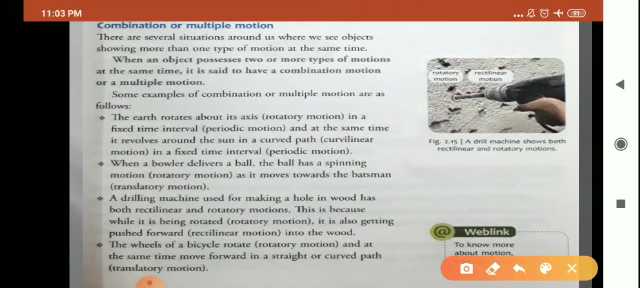 11:03 PM
91
Combination or multiple motion
There are several situations around us where we see objects
showing more than one type of motion at the same time.
When an object possesses two or more types of motions
at the same time, it is said to have a combination motion
or a multiple motion.
Some examples of combination or multiple motion are as
follows:
The earth rotates about its axis (rotatory motion) in a
fixed time interval (periodic motion) and at the same time
it revolves around the sun in a curved path (curvilinear
motion) in a fixed time interval (periodic motion).
When a bowler delivers a ball, the ball has a spinning
motion (rotatory motion) as it moves towards the batsman
(translatory motion).
A drilling machine used for making a hole in wood has
both rectilinear and rotatory motions. This is because
while it is being rotated (rotatory motion), it is also getting
pushed forward (rectilinear motion) into the wood.
The wheels of a bicycle rotate (rotatory motion) and at
the same time move forward in a straight or curved path
(translatory motion).
rotatory
motion
rectilinear
motion
Fig. 2.15 | A drill machine shows both
rectilinear and rotatory motions.
@ Weblink
To know more
about motion,